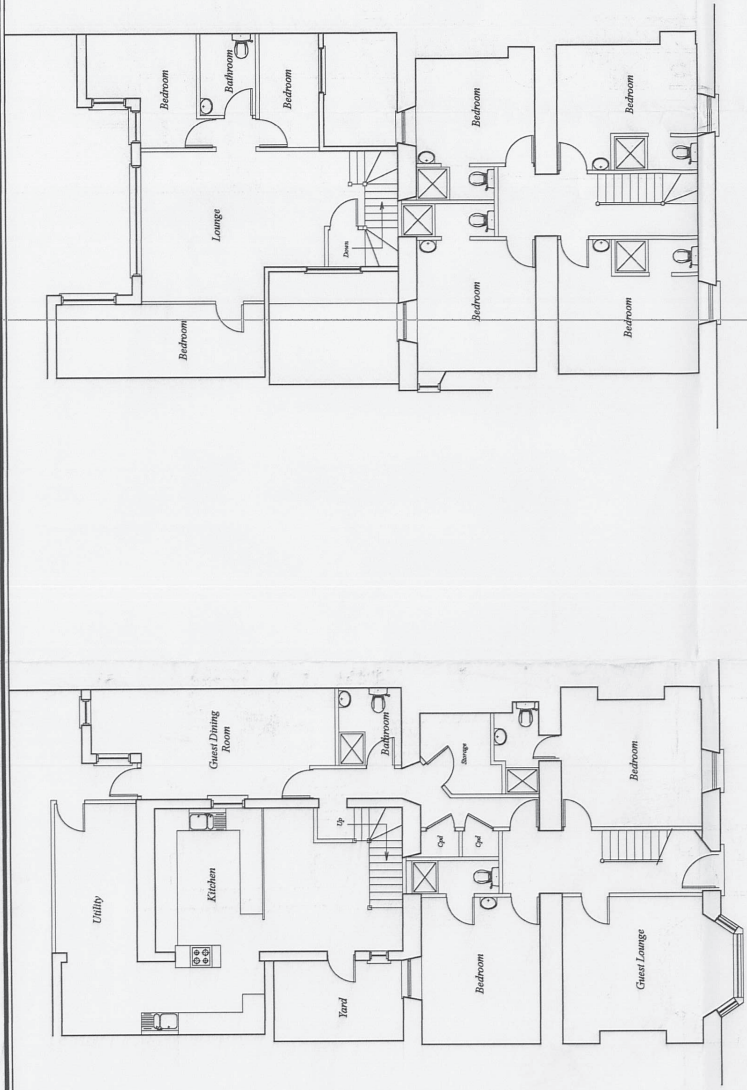 Bedroom
Bathroom
Bedroom
Lounge
Down
Bedroom
Bedroom
Bedroom
Bedroom
Bedroom
Guest Dining
Room
Bathroom
Storage
Bedroom
Up
Cpd
Cpd
Utility
Kitchen
Yard
Bedroom
Guest Lounge